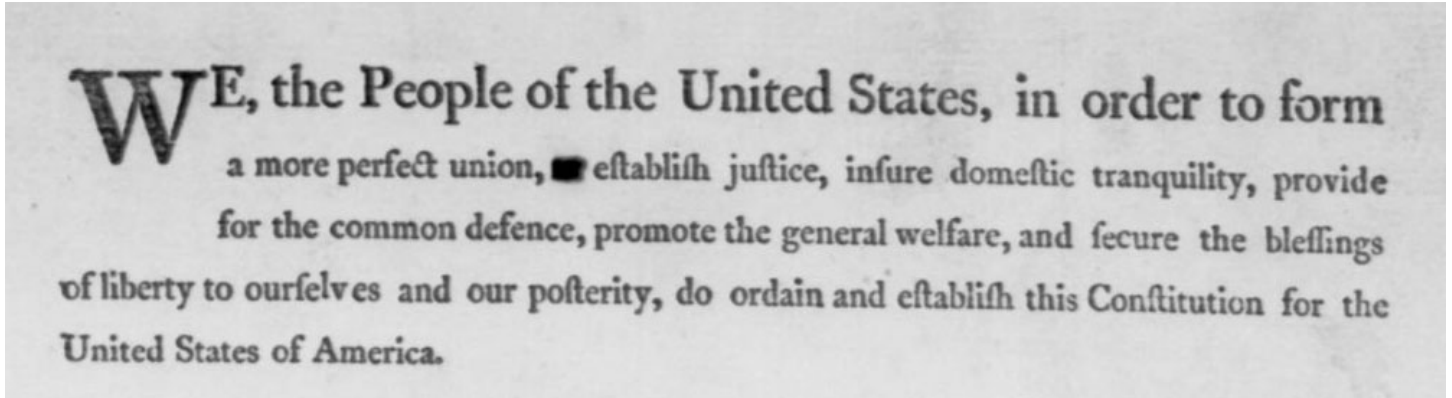 WE, the People of the United States, in order to form
a more perfect union, eſtabliſh juſtice, inſure domeſtic tranquility, provide
for the common defence, promote the general welfare, and ſecure the bleſſings
of liberty to ourſelves and our poſterity, do ordain and eſtabliſh this Conſtitution for the
United States of America.